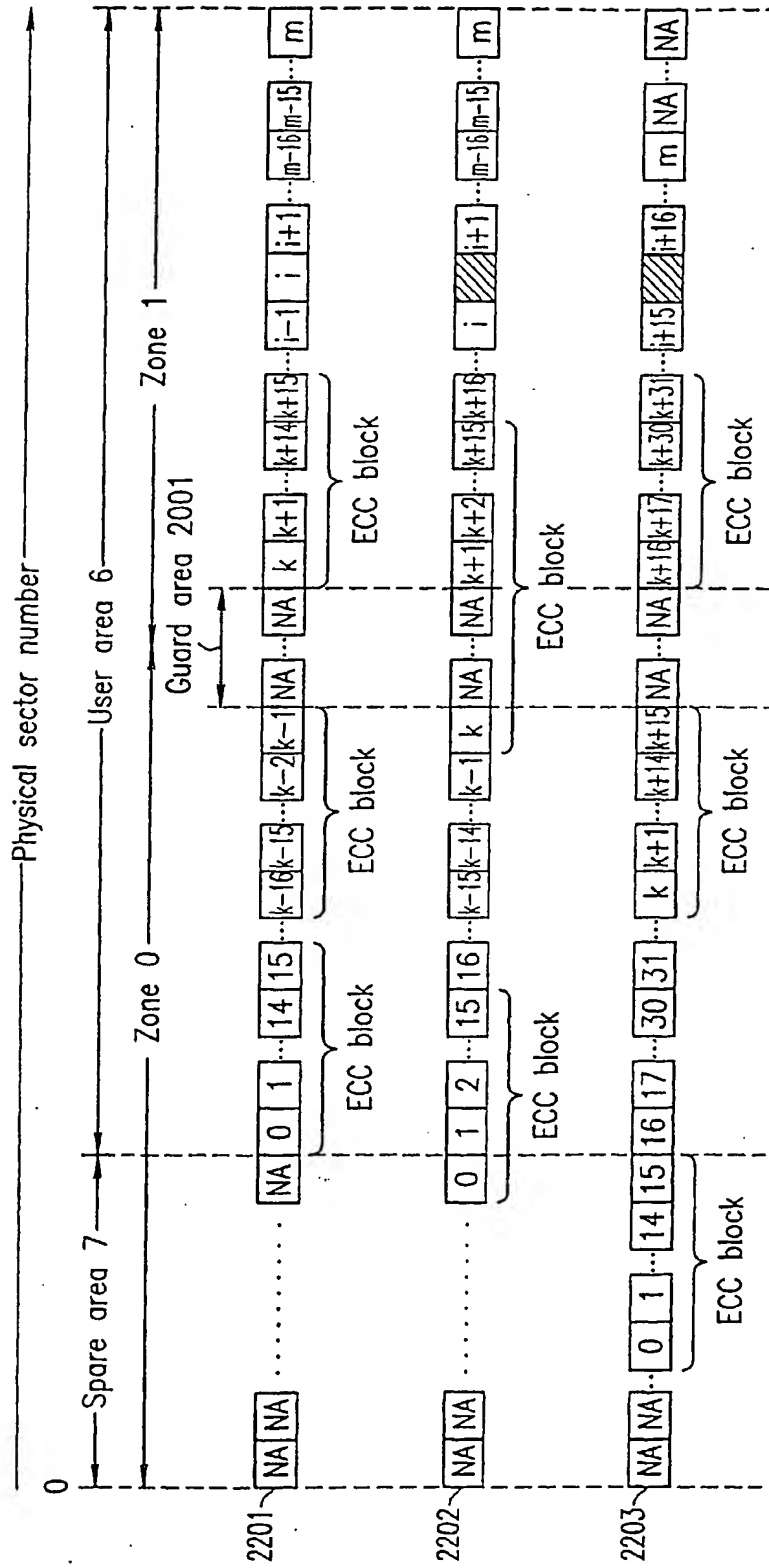 Physical sector number
0
Spare area 7
User area 6
Zone 0
Zone 1
Guard area 2001
2201
NA NA NA 0 1 14 15 k-16 k-15 k-2 k-1 NA NA k k+1 k+14 k+15 i-1 i i+1 m-16 m-15 m
ECC block ECC block ECC block
2202
NA NA 0 1 2 15 16 k-15 k-14 k-1 k NA NA k+1 k+2 k+15 k+16 i i+1 m-16 m-15 m
ECC block ECC block
2203
NA NA 0 1 14 15 16 17 30 31 k k+1 k+14 k+15 NA NA k+16 k+17 k+30 k+31 i+15 i+16 m NA NA
ECC block ECC block ECC block